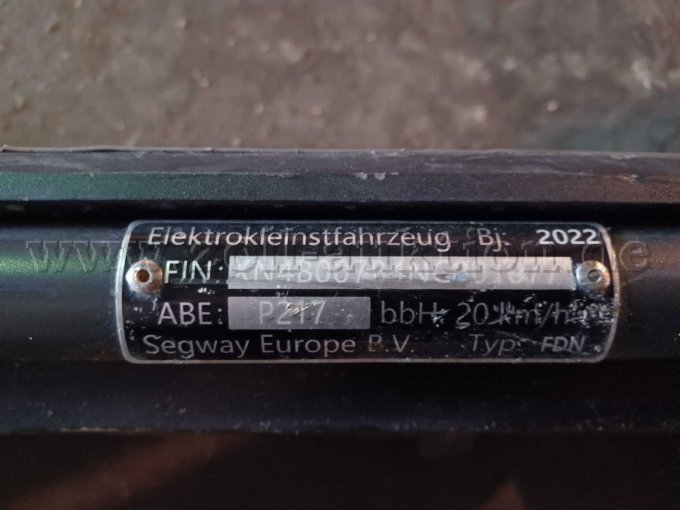 Elektrokleinstfahrzeug Bj. 2022
FIN:
ABE: P217 bbH 20 km/h
Segway Europe B.V Typ: FDN